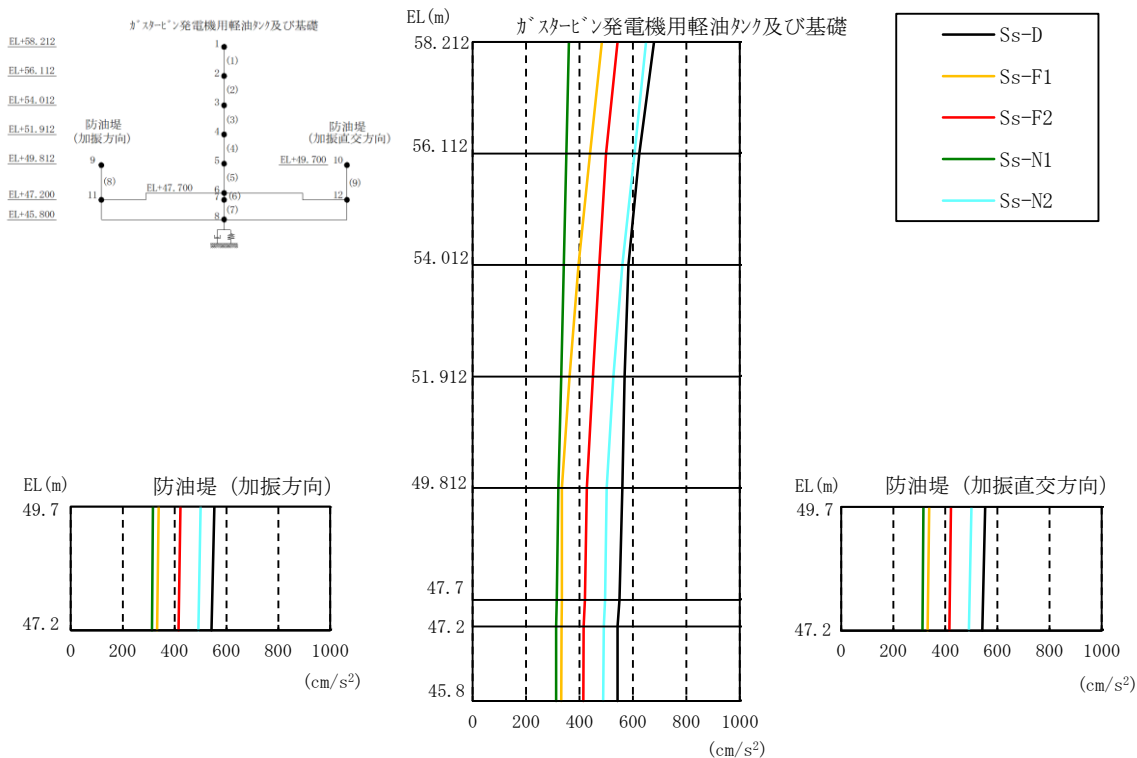 ガスタービン発電機用軽油タンク及び基礎
EL+58.212
EL+56.112
EL+54.012
EL+51.912
EL+49.812
EL+47.200
EL+45.800
1
(1)
2
(2)
3
(3)
4
(4)
5
(5)
6
7
(6)
(7)
8
防油堤
(加振方向)
9
(8)
11
EL+47.700
防油堤
(加振直交方向)
EL+49.700
10
(9)
12
EL(m)
ガスタービン発電機用軽油タンク及び基礎
58.212
56.112
54.012
51.912
49.812
47.7
47.2
45.8
0 200 400 600 800 1000
(cm/s²)
Ss-D
Ss-F1
Ss-F2
Ss-N1
Ss-N2
EL(m)
防油堤 (加振方向)
49.7
47.2
0 200 400 600 800 1000
(cm/s²)
EL(m)
防油堤 (加振直交方向)
49.7
47.2
0 200 400 600 800 1000
(cm/s²)